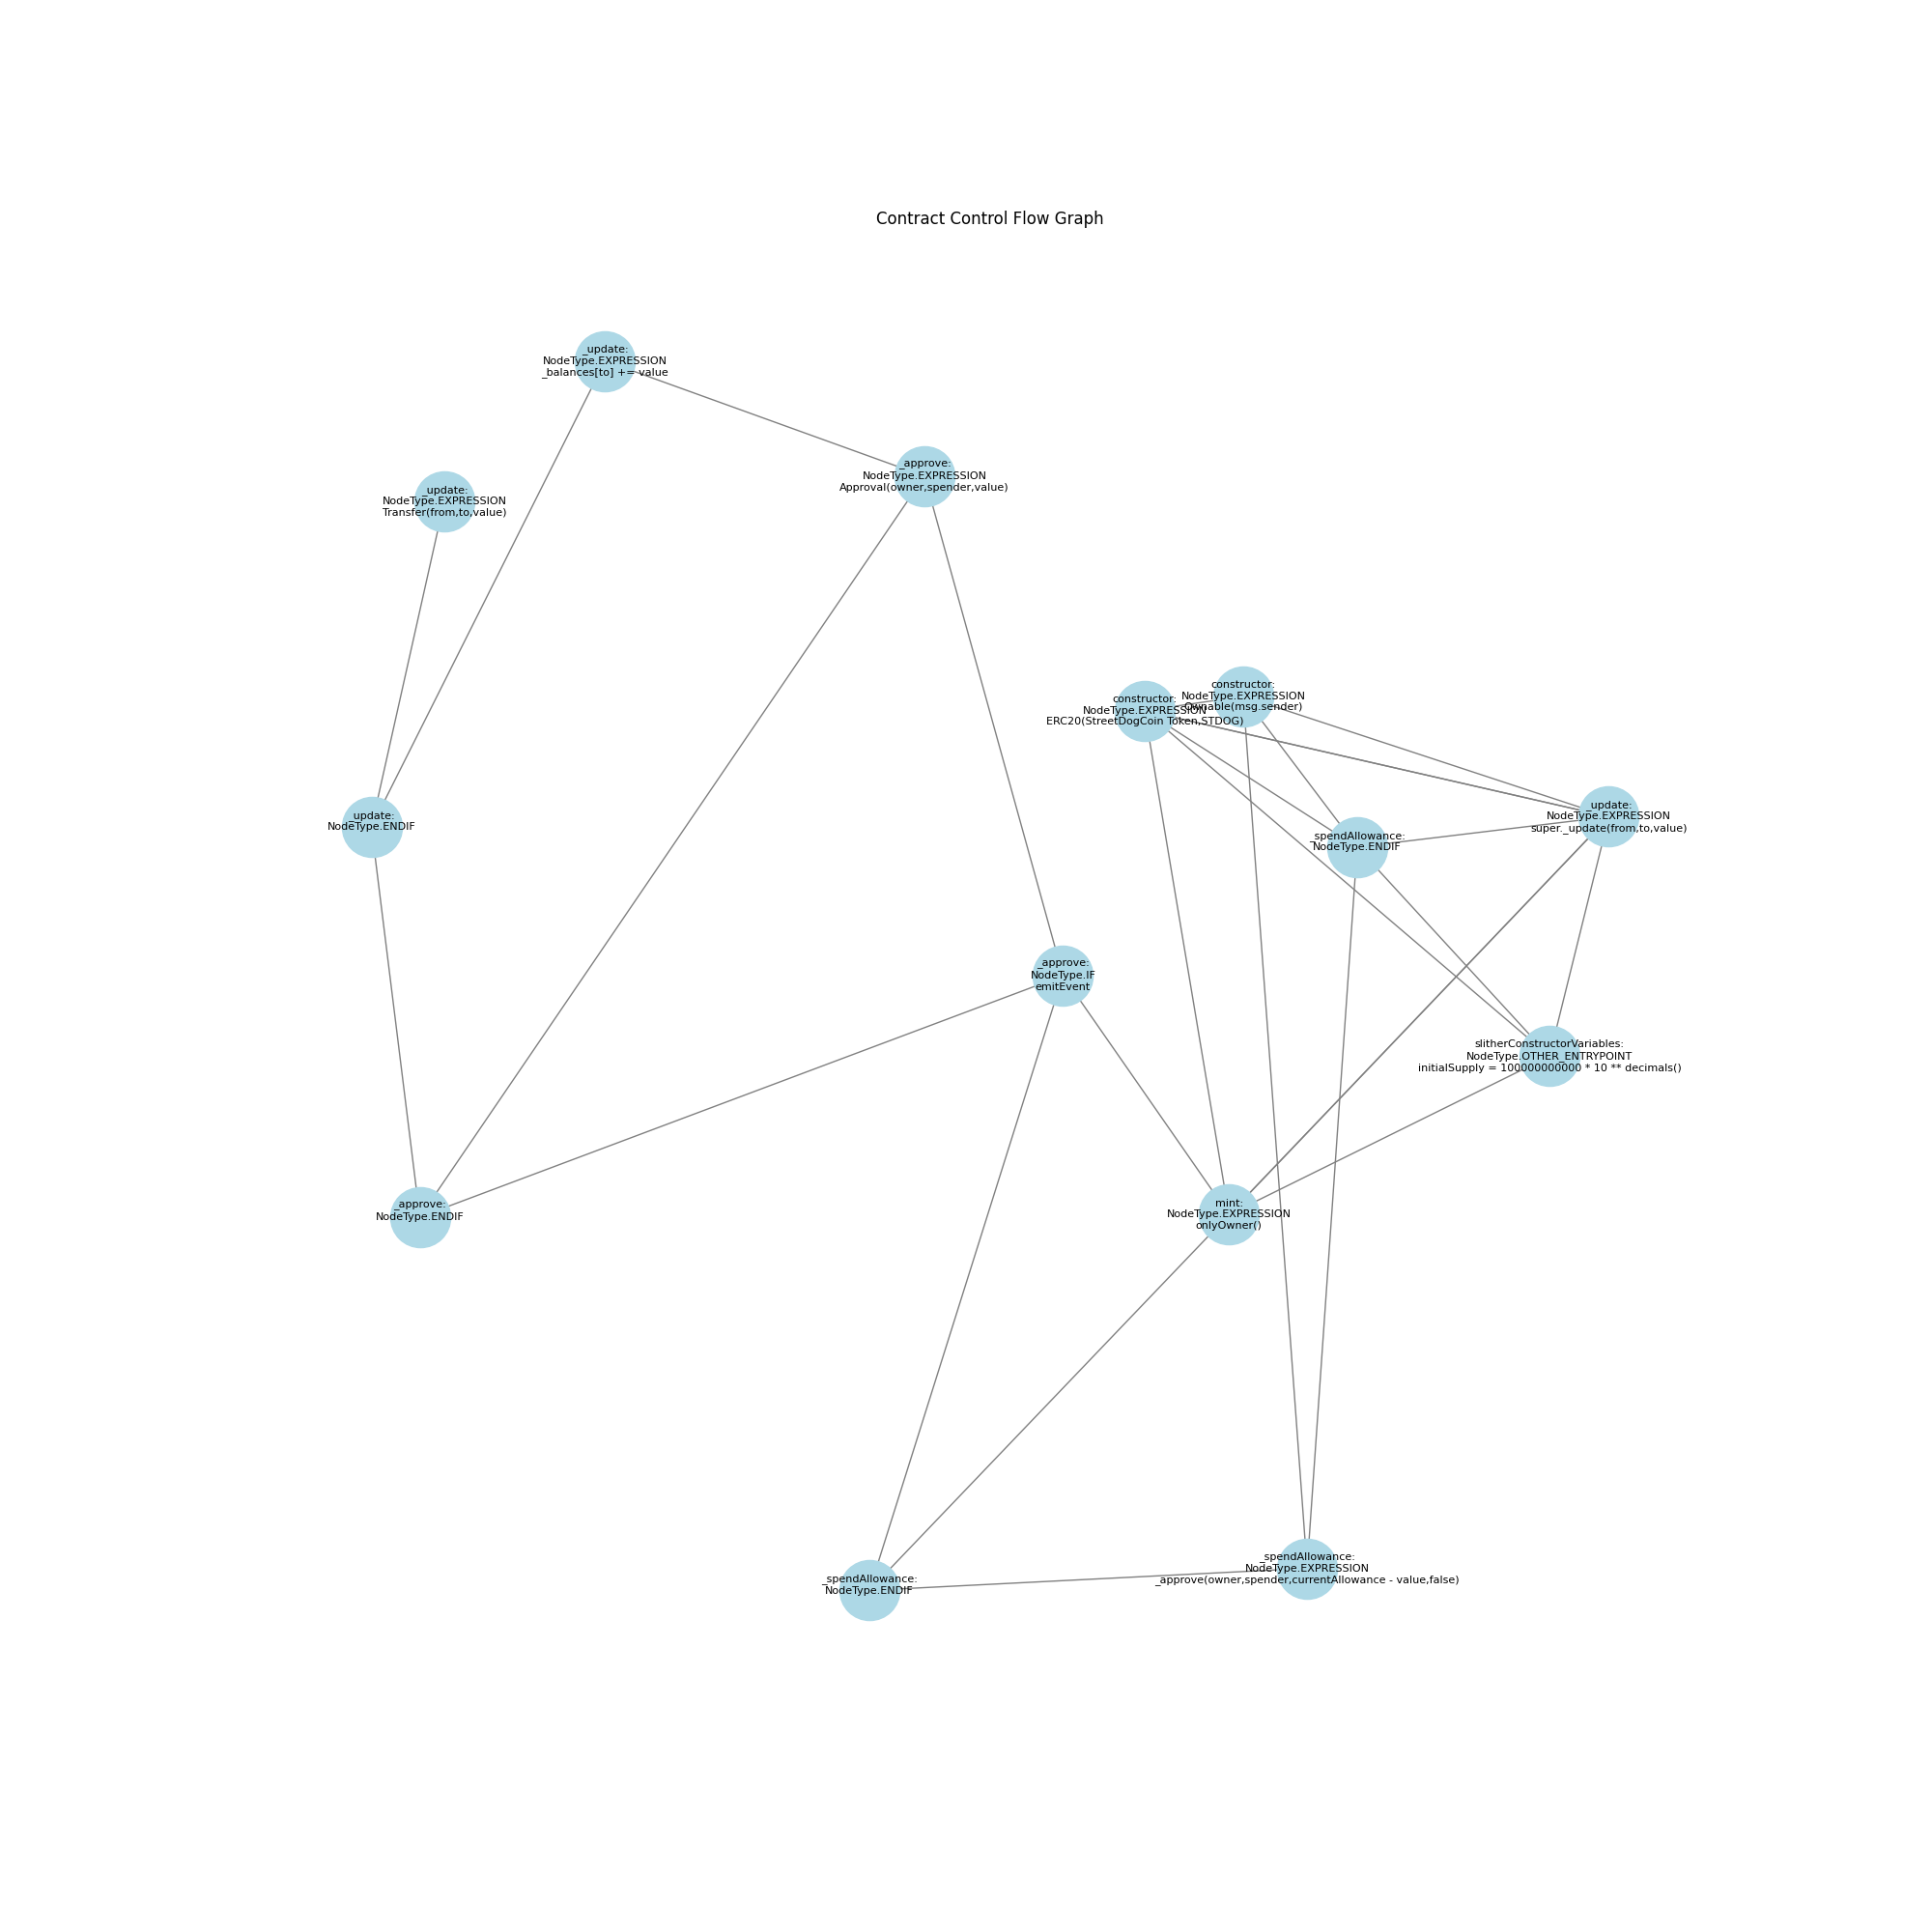 Contract Control Flow Graph
_update:
NodeType.EXPRESSION
_balances[to] += value
_approve:
NodeType.EXPRESSION
Approval(owner,spender,value)
_update:
NodeType.EXPRESSION
Transfer(from,to,value)
constructor:
NodeType.EXPRESSION
Ownable(msg.sender)
constructor:
NodeType.EXPRESSION
ERC20(StreetDogCoin Token,STDOG)
_update:
NodeType.EXPRESSION
super._update(from,to,value)
_update:
NodeType.ENDIF
_spendAllowance:
NodeType.ENDIF
_approve:
NodeType.IF
emitEvent
slitherConstructorVariables:
NodeType.OTHER_ENTRYPOINT
initialSupply = 100000000000 * 10 ** decimals()
_approve:
NodeType.ENDIF
mint:
NodeType.EXPRESSION
onlyOwner()
_spendAllowance:
NodeType.EXPRESSION
_approve(owner,spender,currentAllowance - value,false)
_spendAllowance:
NodeType.ENDIF